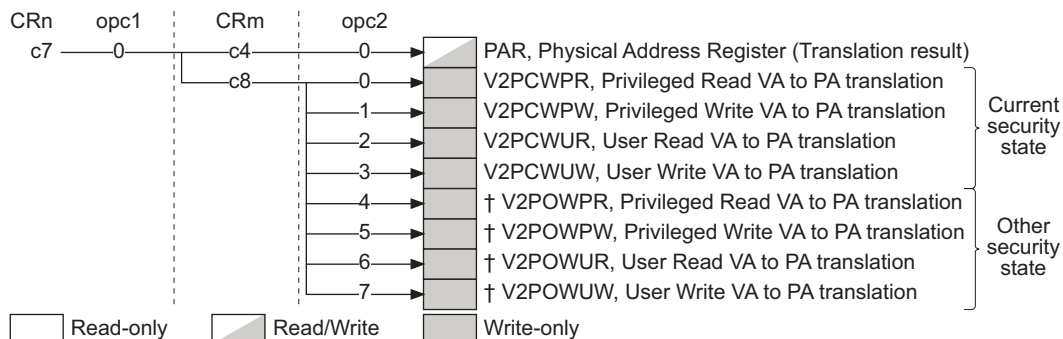 CRn opc1 CRm opc2
c7 0 c4 0 PAR, Physical Address Register (Translation result)
c8 0 V2PCWPR, Privileged Read VA to PA translation
1 V2PCWPW, Privileged Write VA to PA translation
2 V2PCWUR, User Read VA to PA translation
3 V2PCWUW, User Write VA to PA translation
Current
security
state
4 † V2POWPR, Privileged Read VA to PA translation
5 † V2POWPW, Privileged Write VA to PA translation
6 † V2POWUR, User Read VA to PA translation
7 † V2POWUW, User Write VA to PA translation
Other
security
state
Read-only Read/Write Write-only